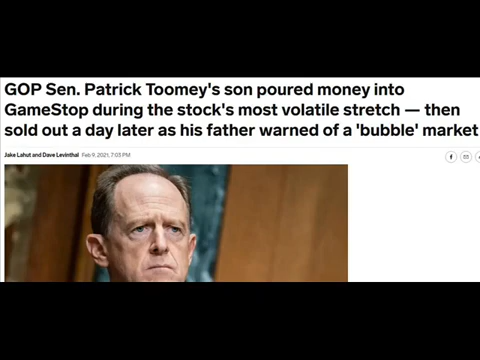 GOP Sen. Patrick Toomey's son poured money into
GameStop during the stock's most volatile stretch — then
sold out a day later as his father warned of a 'bubble' market
Jake Lahut and Dave Levinthal Feb 9, 2021, 7:03 PM